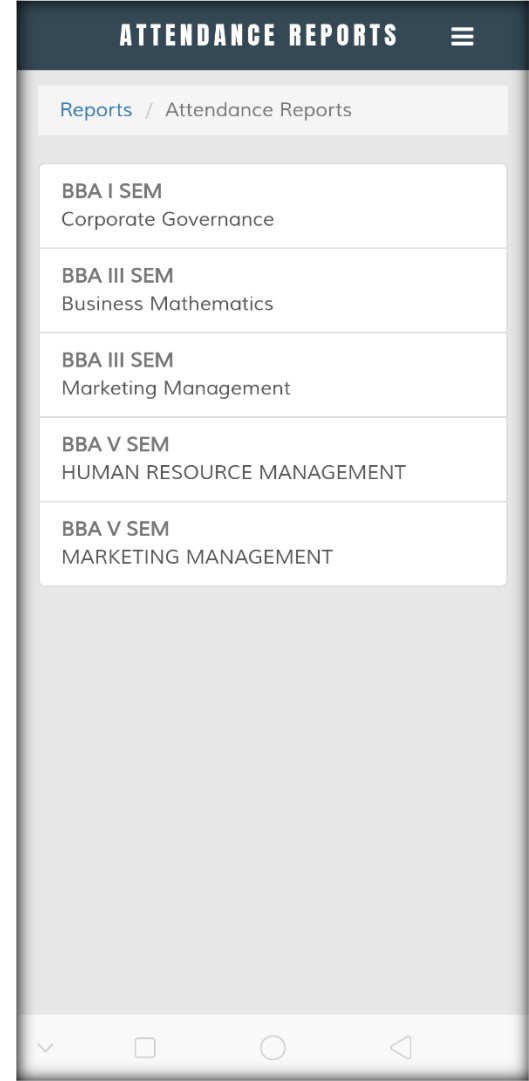 ATTENDANCE REPORTS
Reports / Attendance Reports
BBA I SEM
Corporate Governance
BBA III SEM
Business Mathematics
BBA III SEM
Marketing Management
BBA V SEM
HUMAN RESOURCE MANAGEMENT
BBA V SEM
MARKETING MANAGEMENT